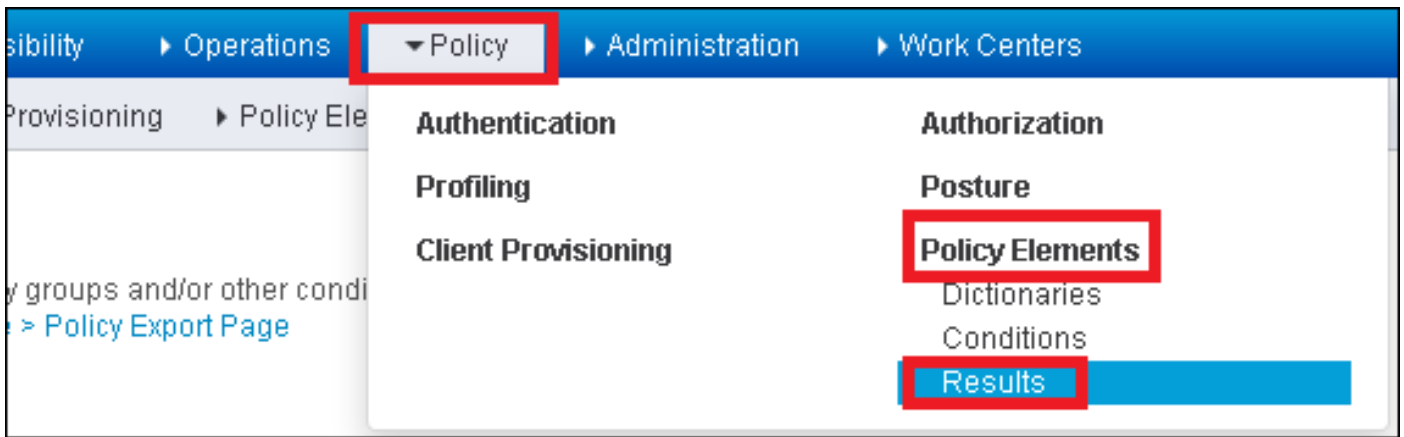 sibility Operations Policy Administration Work Centers
Provisioning Policy Ele
Authentication Authorization
Profiling Posture
Client Provisioning Policy Elements
y groups and/or other condi Dictionaries
> Policy Export Page Conditions
Results